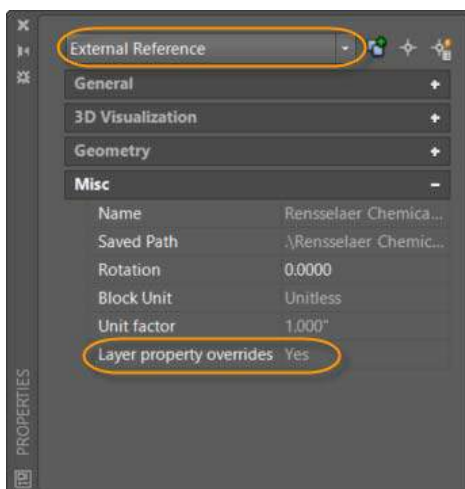 External Reference
General
3D Visualization
Geometry
Misc
Name Rensselaer Chemica...
Saved Path .\Rensselaer Chemic...
Rotation 0.0000
Block Unit Unitless
Unit factor 1.000"
Layer property overrides Yes
PROPERTIES